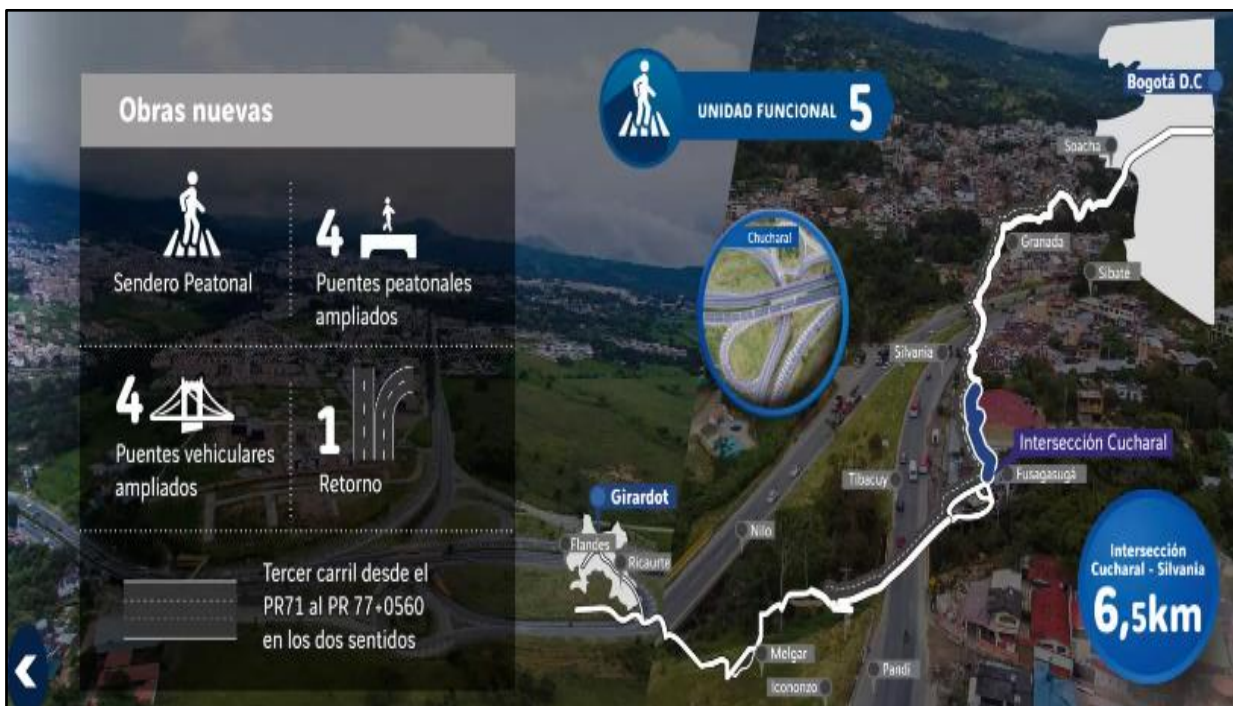 Obras nuevas
Sendero Peatonal
4
Puentes peatonales
ampliados
4
Puentes vehiculares
ampliados
1
Retorno
Tercer carril desde el
PR71 al PR 77+0560
en los dos sentidos
UNIDAD FUNCIONAL 5
Bogotá D.C
Soacha
Granada
Sibaté
Chucharal
Silvania
Intersección Cucharal
Fusagasugá
Tibacuy
Girardot
Flandes
Ricaurte
Nilo
Melgar
Icononzo
Pandi
Intersección
Cucharal - Silvania
6,5km